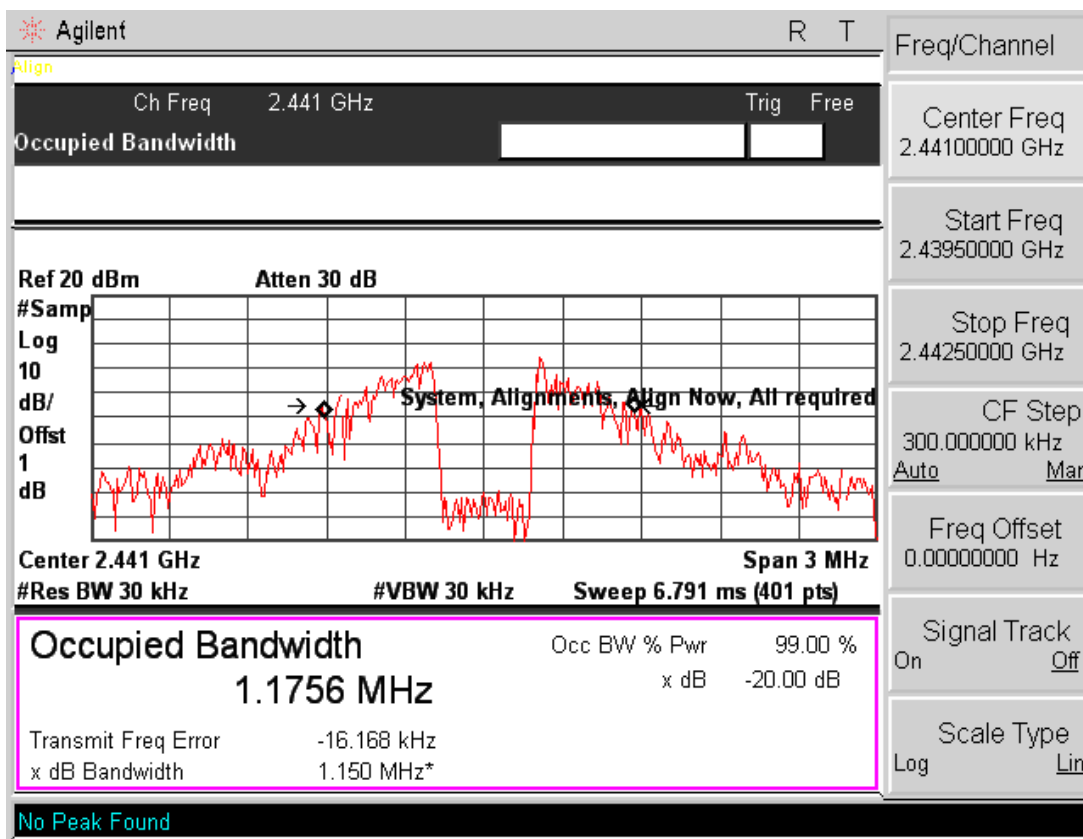 Agilent R T
Align
Ch Freq 2.441 GHz Trig Free
Occupied Bandwidth
Ref 20 dBm Atten 30 dB
#Samp
Log
10
dB/
Offst
1
dB
System, Alignments, Align Now, All required
Center 2.441 GHz Span 3 MHz
#Res BW 30 kHz #VBW 30 kHz Sweep 6.791 ms (401 pts)
Occupied Bandwidth
1.1756 MHz
Occ BW % Pwr 99.00 %
x dB -20.00 dB
Transmit Freq Error -16.168 kHz
x dB Bandwidth 1.150 MHz*
No Peak Found
Freq/Channel
Center Freq
2.44100000 GHz
Start Freq
2.43950000 GHz
Stop Freq
2.44250000 GHz
CF Step
300.000000 kHz
Auto Man
Freq Offset
0.00000000 Hz
Signal Track
On Off
Scale Type
Log Lin